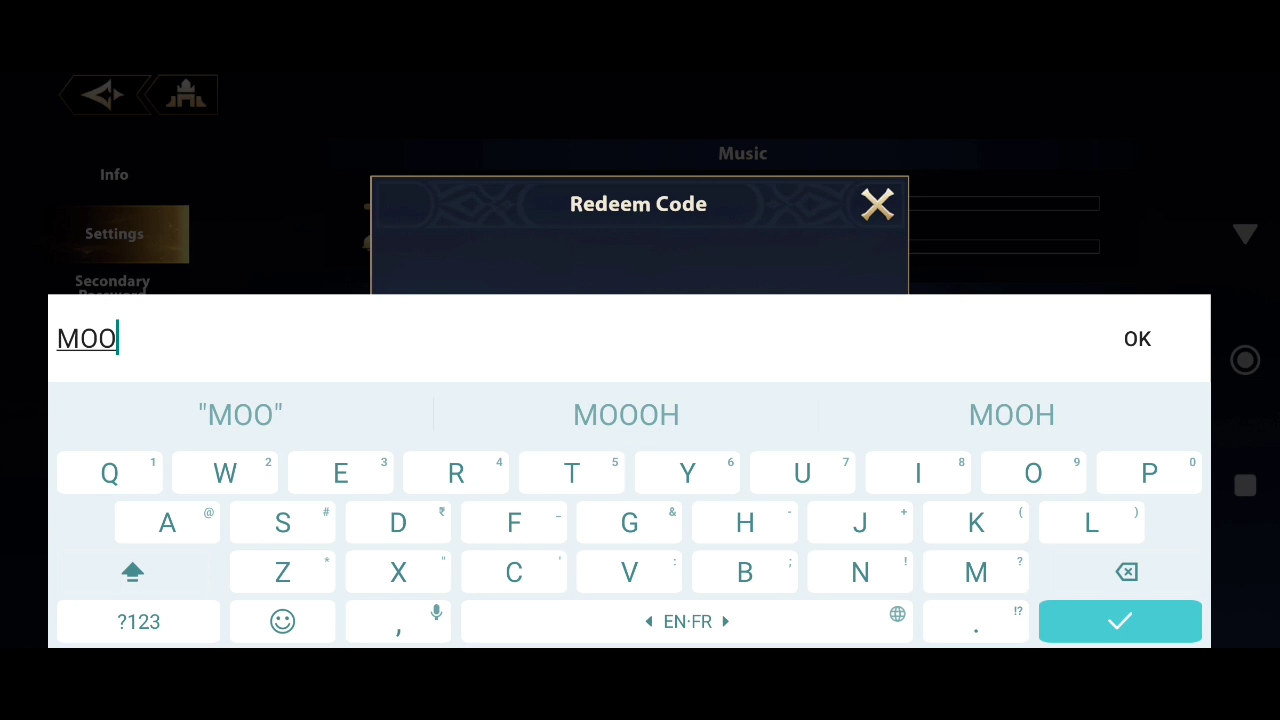 Music
Info
Redeem Code
Settings
Secondary
Password
MOO
OK
"MOO" MOOOH MOOH
Q 1 W 2 E 3 R 4 T 5 Y 6 U 7 I 8 O 9 P 0
A @ S # D ₹ F _ G & H - J + K ( L )
Z * X " C ' V : B ; N ! M ?
?123 , EN·FR . !?